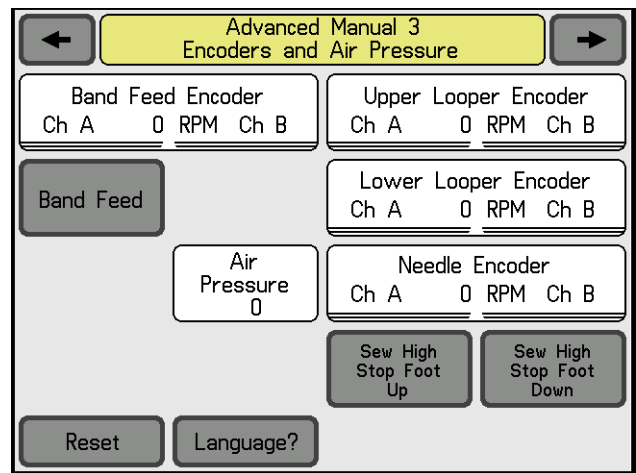 Advanced Manual 3
Encoders and Air Pressure
Band Feed Encoder
Ch A 0 RPM Ch B
Upper Looper Encoder
Ch A 0 RPM Ch B
Band Feed
Lower Looper Encoder
Ch A 0 RPM Ch B
Air
Pressure
0
Needle Encoder
Ch A 0 RPM Ch B
Sew High
Stop Foot
Up
Sew High
Stop Foot
Down
Reset
Language?